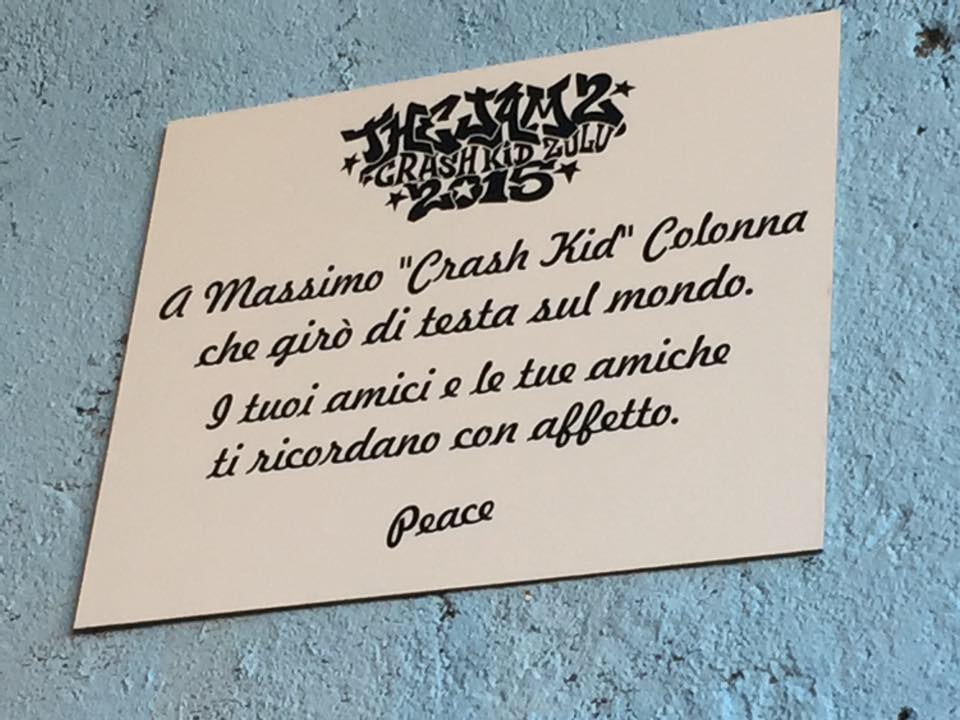 THE JAM 2
"CRASH KID ZULU"
2015
A Massimo "Crash Kid" Colonna
che girò di testa sul mondo.
I tuoi amici e le tue amiche
ti ricordano con affetto.
Peace